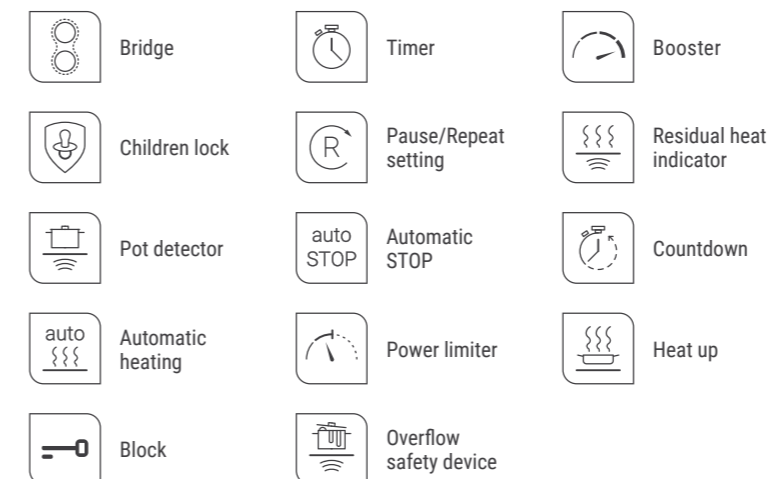 Bridge
Timer
Booster
Children lock
R
Pause/Repeat
setting
Residual heat
indicator
Pot detector
auto
STOP
Automatic
STOP
Countdown
auto
Automatic
heating
Power limiter
Heat up
Block
Overflow
safety device